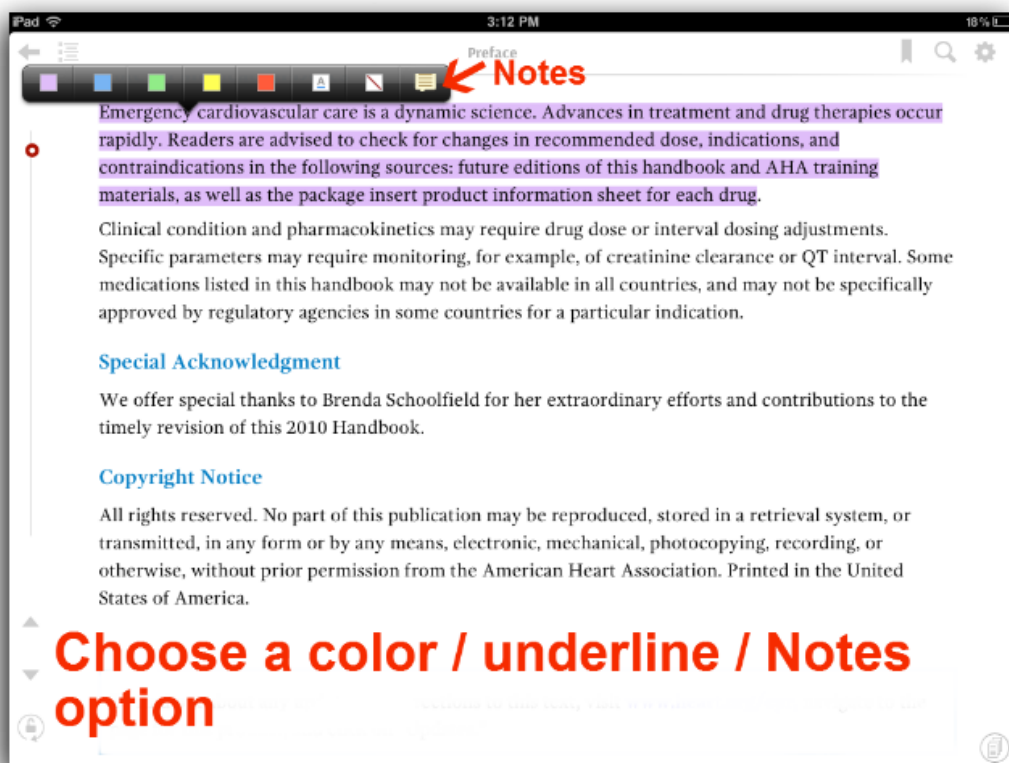 iPad 3:12 PM 18%
Preface
Notes
A
Emergency cardiovascular care is a dynamic science. Advances in treatment and drug therapies occur
rapidly. Readers are advised to check for changes in recommended dose, indications, and
contraindications in the following sources: future editions of this handbook and AHA training
materials, as well as the package insert product information sheet for each drug.
Clinical condition and pharmacokinetics may require drug dose or interval dosing adjustments.
Specific parameters may require monitoring, for example, of creatinine clearance or QT interval. Some
medications listed in this handbook may not be available in all countries, and may not be specifically
approved by regulatory agencies in some countries for a particular indication.
Special Acknowledgment
We offer special thanks to Brenda Schoolfield for her extraordinary efforts and contributions to the
timely revision of this 2010 Handbook.
Copyright Notice
All rights reserved. No part of this publication may be reproduced, stored in a retrieval system, or
transmitted, in any form or by any means, electronic, mechanical, photocopying, recording, or
otherwise, without prior permission from the American Heart Association. Printed in the United
States of America.
Choose a color / underline / Notes
option